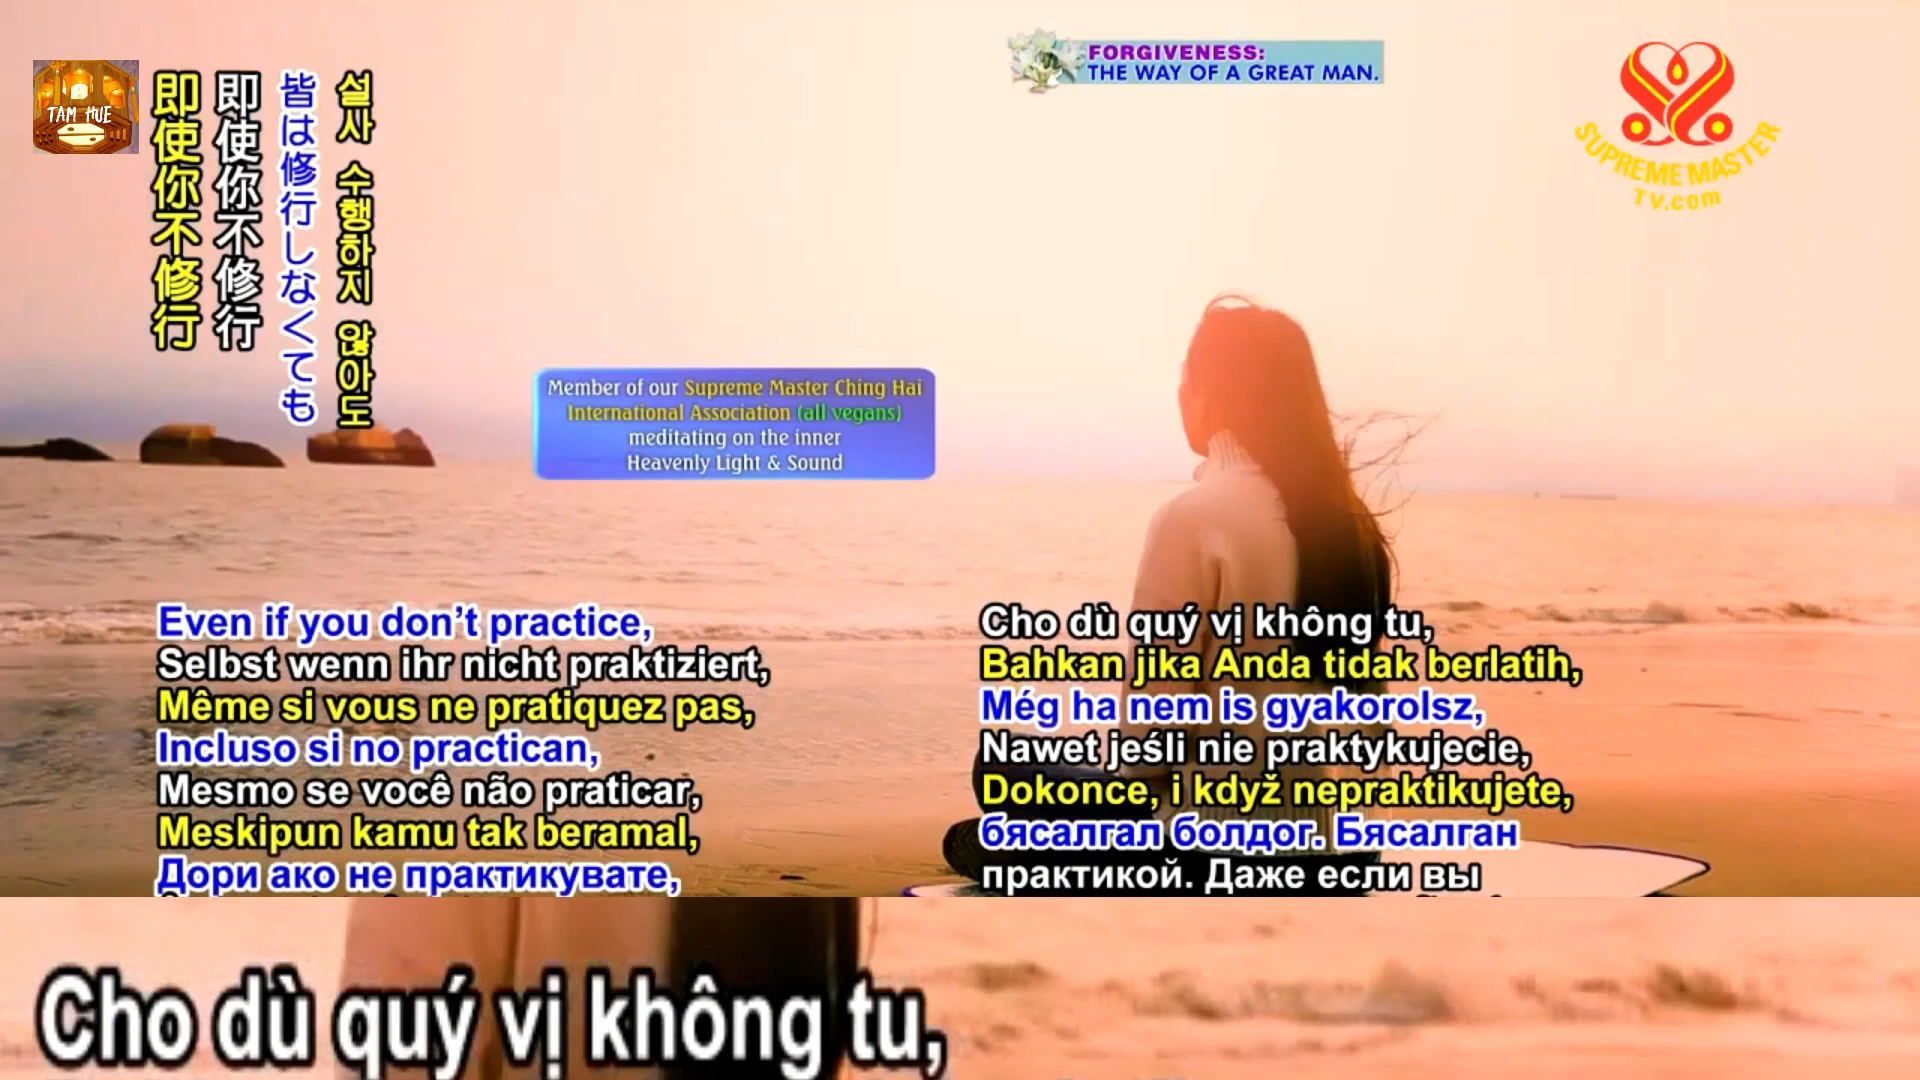 TAM HUE
即使你不修行
即使你不修行
皆は修行しなくても
설사 수행하지 않아도
FORGIVENESS:
THE WAY OF A GREAT MAN.
SUPREME MASTER
TV.com
Member of our Supreme Master Ching Hai
International Association (all vegans)
meditating on the inner
Heavenly Light & Sound
Even if you don’t practice,
Selbst wenn ihr nicht praktiziert,
Même si vous ne pratiquez pas,
Incluso si no practican,
Mesmo se você não praticar,
Meskipun kamu tak beramal,
Дори ако не практикувате,
Cho dù quý vị không tu,
Bahkan jika Anda tidak berlatih,
Még ha nem is gyakorolsz,
Nawet jeśli nie praktykujecie,
Dokonce, i když nepraktikujete,
бясалгал болдог. Бясалган
практикой. Даже если вы
Cho dù quý vị không tu,